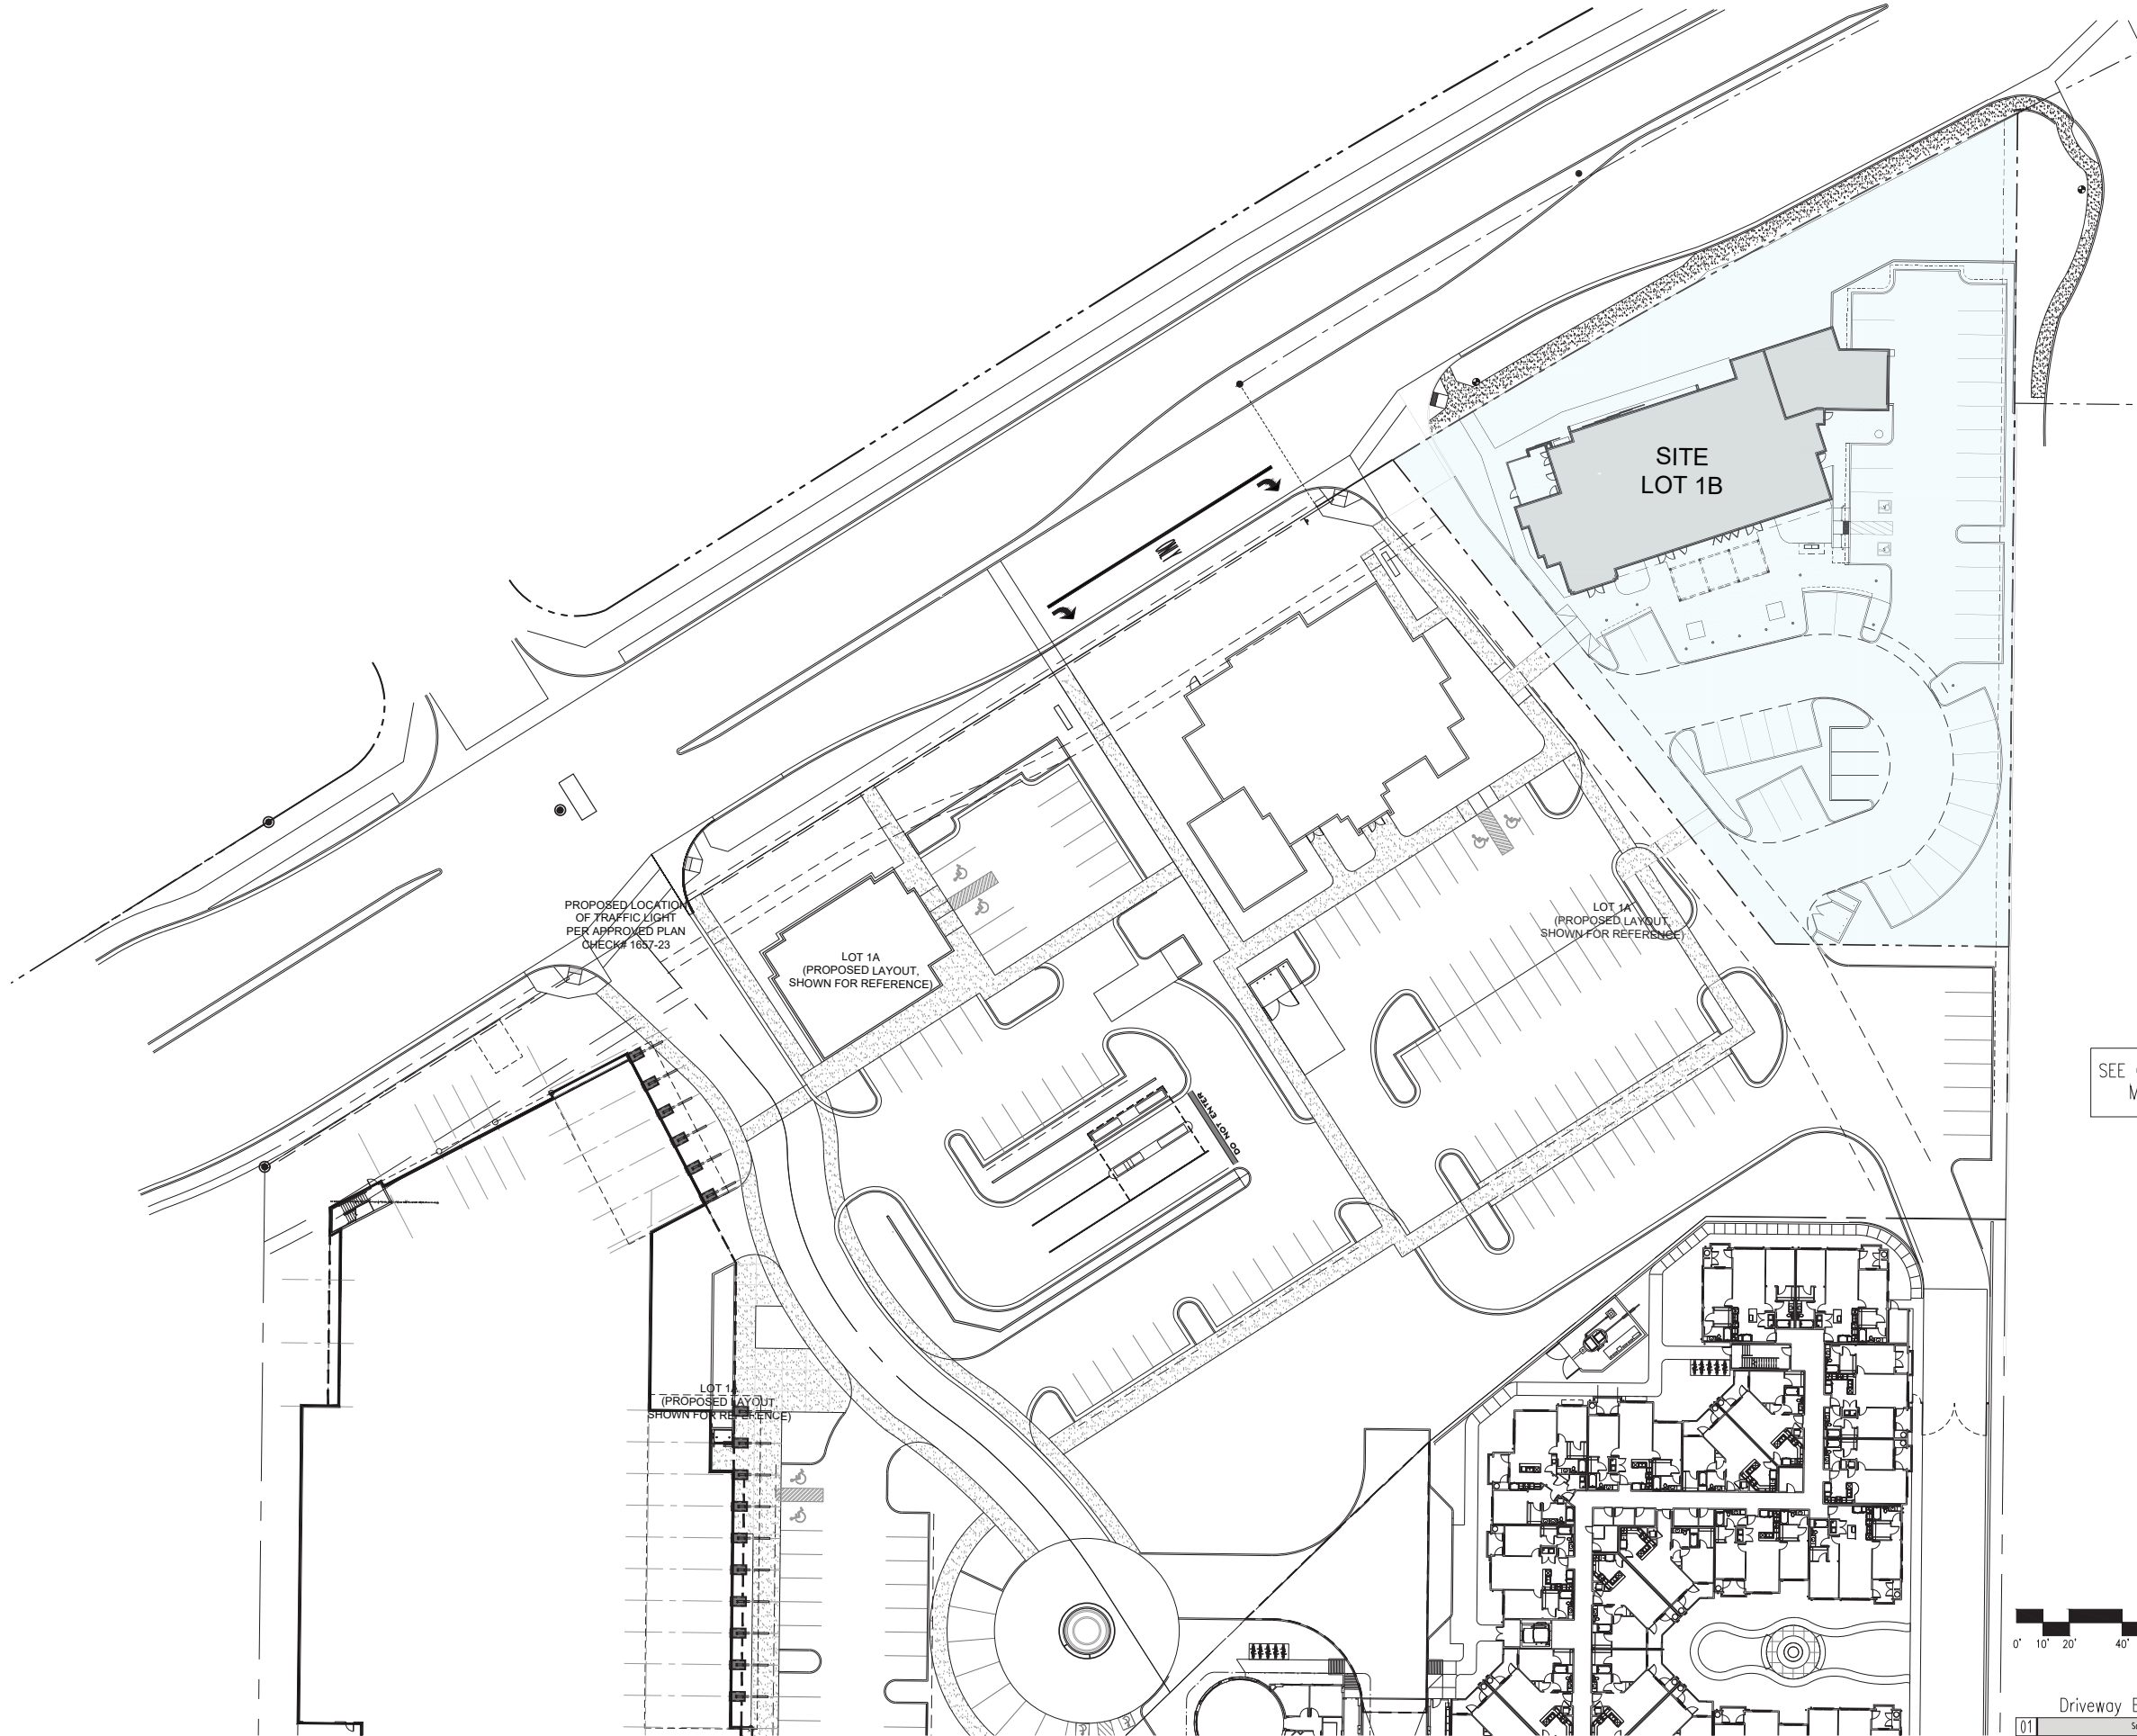 SITE
LOT 1B
ONLY
PROPOSED LOCATION
OF TRAFFIC LIGHT
PER APPROVED PLAN
CHECK# 1657-23
LOT 1A
(PROPOSED LAYOUT,
SHOWN FOR REFERENCE)
LOT 1A
(PROPOSED LAYOUT,
SHOWN FOR REFERENCE)
DO NOT ENTER
SEE
LOT 1A
(PROPOSED LAYOUT
SHOWN FOR REFERENCE)
0' 10' 20' 40'
Driveway
01